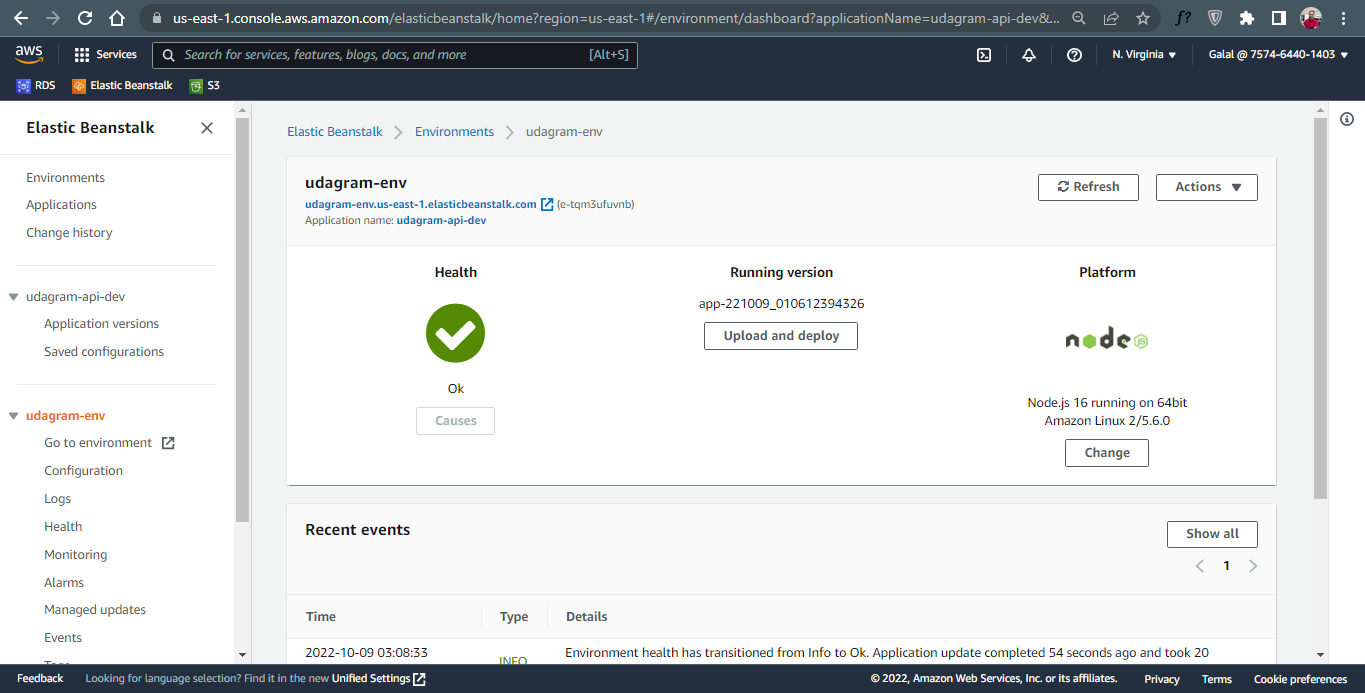 us-east-1.console.aws.amazon.com/elasticbeanstalk/home?region=us-east-1#/environment/dashboard?applicationName=udagram-api-dev&...
f?
aws
Services
Search for services, features, blogs, docs, and more
[Alt+S]
N. Virginia
Galal @ 7574-6440-1403
RDS
Elastic Beanstalk
S3
Elastic Beanstalk
Environments
Applications
Change history
udagram-api-dev
Application versions
Saved configurations
udagram-env
Go to environment
Configuration
Logs
Health
Monitoring
Alarms
Managed updates
Events
Tags
Elastic Beanstalk
Environments
udagram-env
udagram-env
udagram-env.us-east-1.elasticbeanstalk.com (e-tqm3ufuvnb)
Application name: udagram-api-dev
Refresh
Actions
Health
Ok
Causes
Running version
app-221009_010612394326
Upload and deploy
Platform
node JS
Node.js 16 running on 64bit
Amazon Linux 2/5.6.0
Change
Recent events
Show all
1
Time
Type
Details
2022-10-09 03:08:33
INFO
Environment health has transitioned from Info to Ok. Application update completed 54 seconds ago and took 20
Feedback
Looking for language selection? Find it in the new Unified Settings
© 2022, Amazon Web Services, Inc. or its affiliates.
Privacy
Terms
Cookie preferences